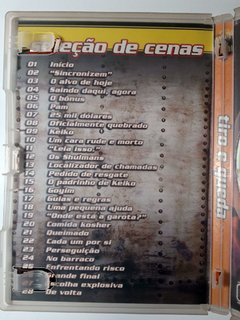 seleção de cenas
01 Início
02 "Sincronizem"
03 O alvo de hoje
04 Saindo daqui, agora
05 O bônus
06 Pam
07 25 mil dólares
08 Oficialmente quebrado
09 Keiko
10 Um cara rude e morto
11 "Leia isso."
12 Os Shulmans
13 Localizador de chamadas
14 Pedido de resgate
15 O padrinho de Keiko
16 Goyim
17 Guias e regras
18 Uma pequena ajuda
19 "Onde está a garota?"
20 Comida kosher
21 Queimado
22 Cada um por si
23 Perseguição
24 No barraco
25 Enfrentando risco
Grande final
Escolha explosiva
28 De volta
tiro e queda